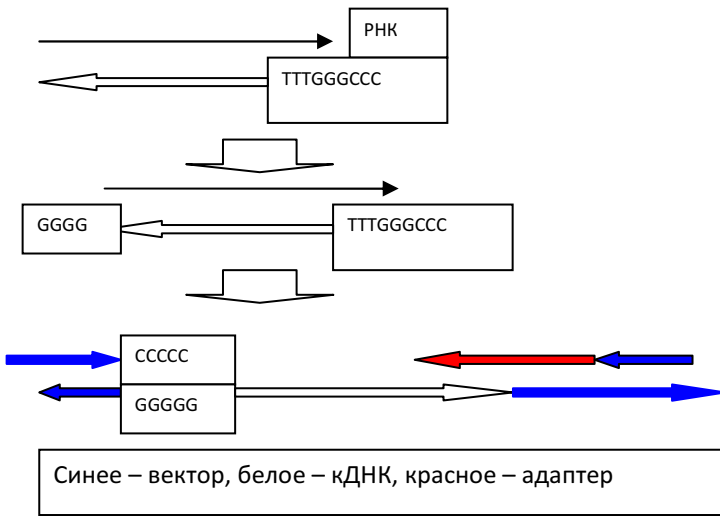 РНК
TTTGGGCCC
GGGG
TTTGGGCCC
CCCCC
GGGGG
Синее – вектор, белое – кДНК, красное – адаптер